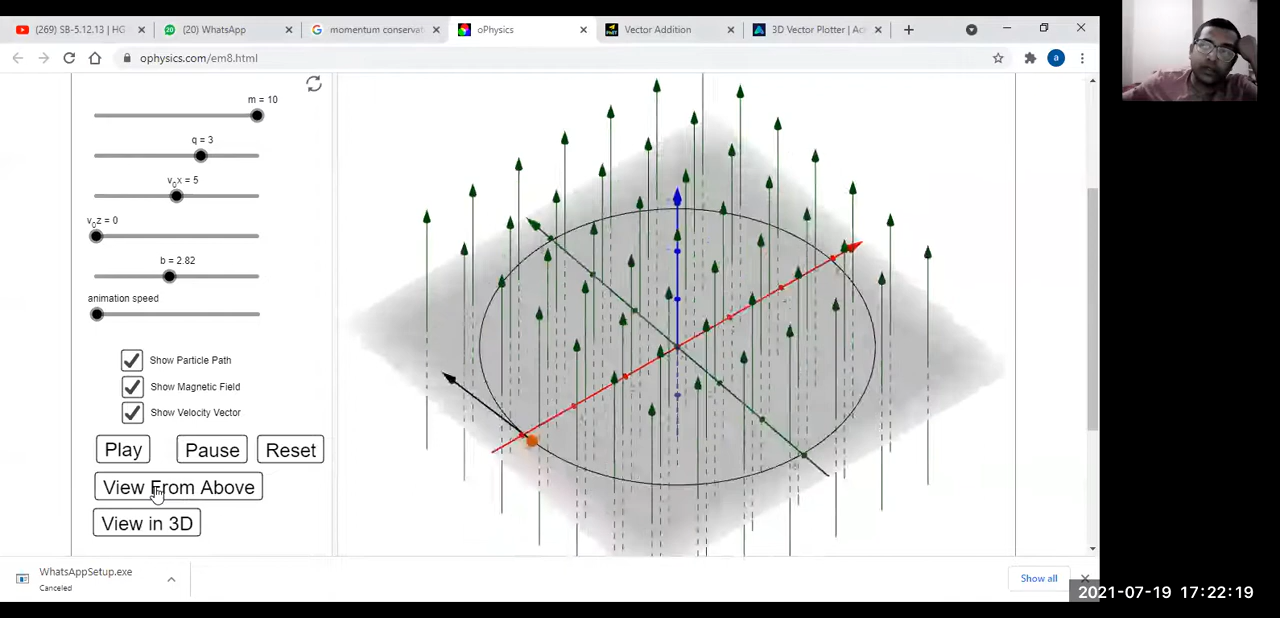 (269) SB-5.12.13 | HG
(20) WhatsApp
momentum conservat
oPhysics
Vector Addition
3D Vector Plotter | Ac
ophysics.com/em8.html
a
m = 10
q = 3
v₀x = 5
v₀z = 0
b = 2.82
animation speed
Show Particle Path
Show Magnetic Field
Show Velocity Vector
Play Pause Reset
View From Above
View in 3D
WhatsAppSetup.exe
Canceled
Show all
2021-07-19 17:22:19